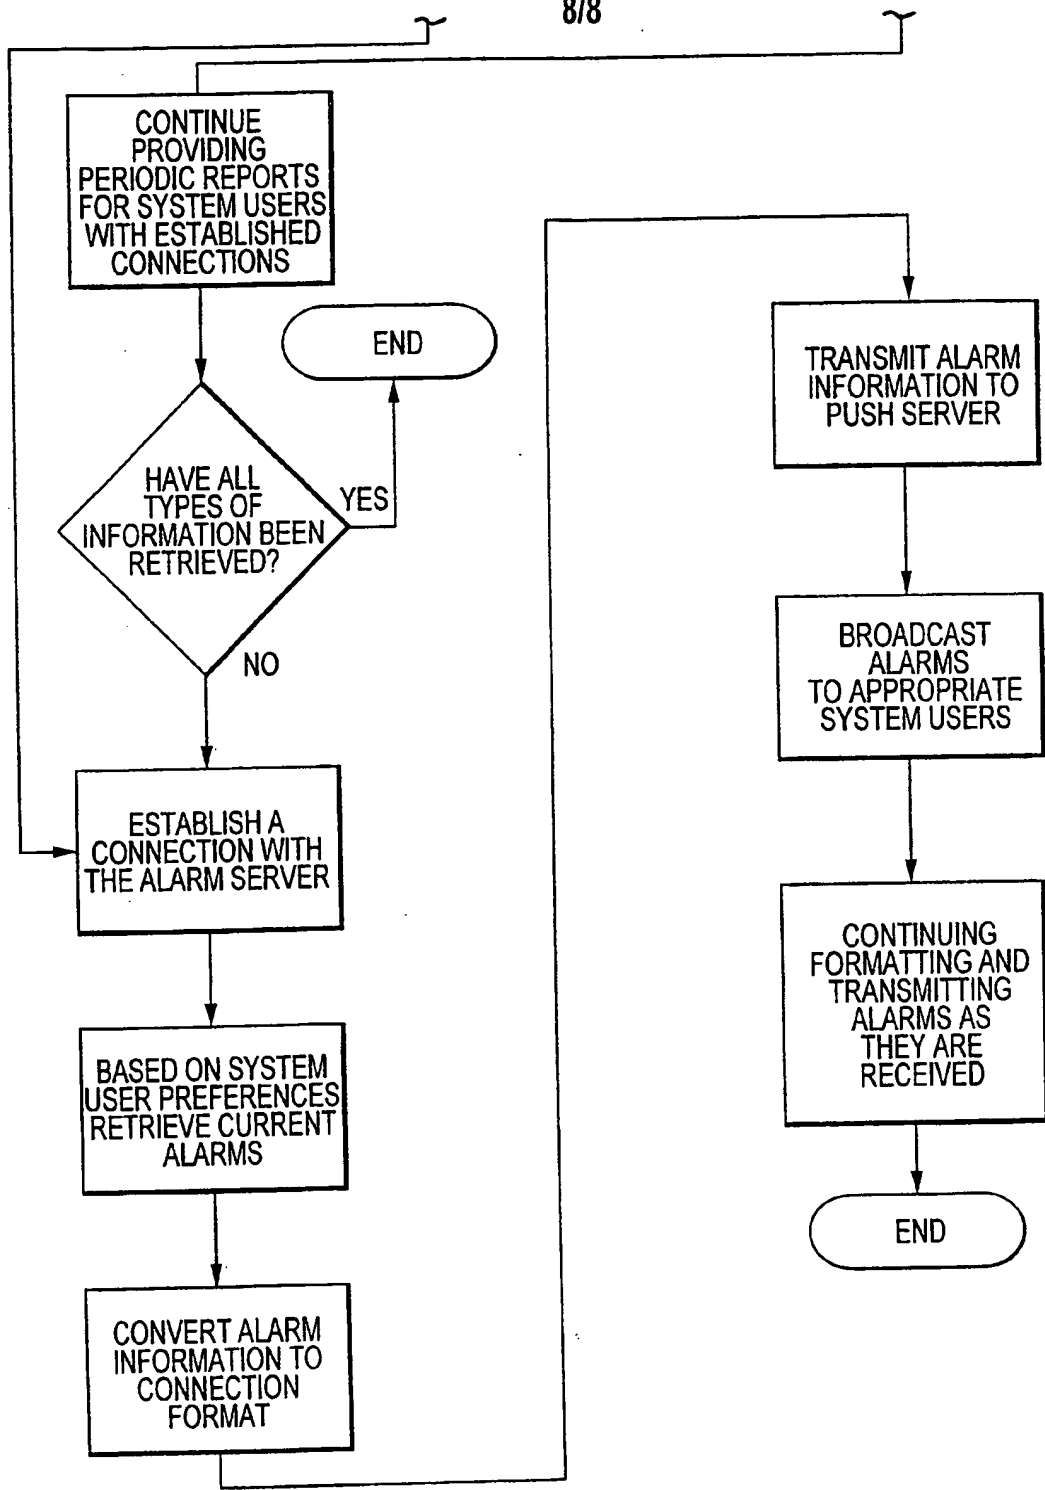 8/8
CONTINUE
PROVIDING
PERIODIC REPORTS
FOR SYSTEM USERS
WITH ESTABLISHED
CONNECTIONS
END
HAVE ALL
TYPES OF
INFORMATION BEEN
RETRIEVED?
YES
NO
ESTABLISH A
CONNECTION WITH
THE ALARM SERVER
BASED ON SYSTEM
USER PREFERENCES
RETRIEVE CURRENT
ALARMS
CONVERT ALARM
INFORMATION TO
CONNECTION
FORMAT
TRANSMIT ALARM
INFORMATION TO
PUSH SERVER
BROADCAST
ALARMS
TO APPROPRIATE
SYSTEM USERS
CONTINUING
FORMATTING AND
TRANSMITTING
ALARMS AS
THEY ARE
RECEIVED
END